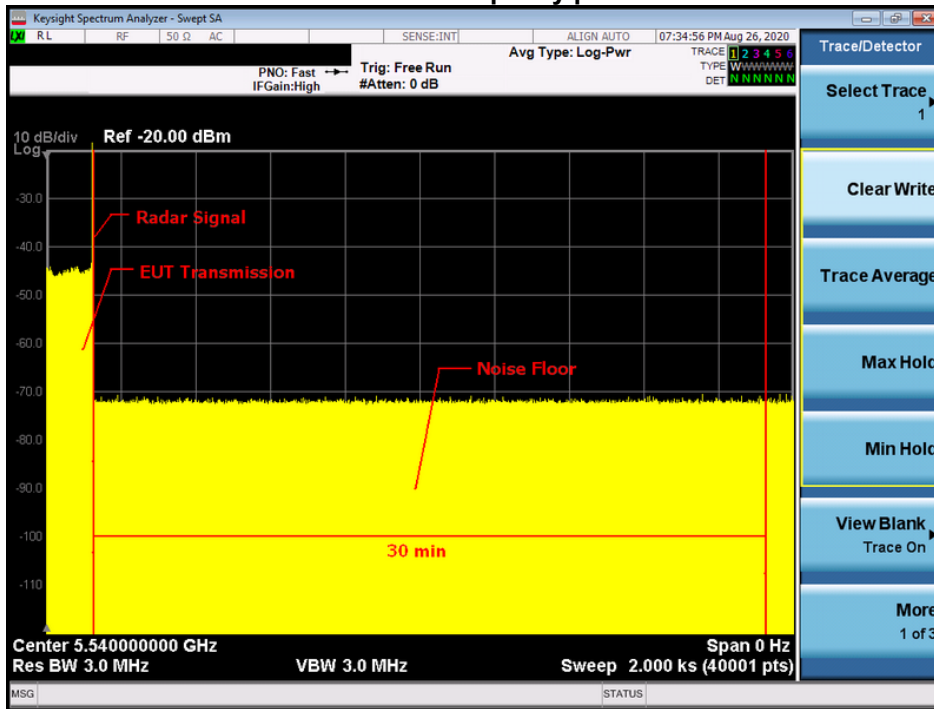 Keysight Spectrum Analyzer - Swept SA
LXI RL RF 50 Ω AC SENSE:INT ALIGN AUTO 07:34:56 PM Aug 26, 2020
Trace/Detector
Avg Type: Log-Pwr
TRACE 1 2 3 4 5 6
PNO: Fast
Trig: Free Run
TYPE WWWWWW
IFGain:High
#Atten: 0 dB
DET N N N N N N
Select Trace
1
10 dB/div Ref -20.00 dBm
Log
-30.0
Radar Signal
Clear Write
-40.0
EUT Transmission
Trace Average
-50.0
-60.0
Noise Floor
Max Hold
-70.0
-80.0
Min Hold
-90.0
View Blank
Trace On
-100
30 min
-110
More
1 of 3
Center 5.540000000 GHz Span 0 Hz
Res BW 3.0 MHz VBW 3.0 MHz Sweep 2.000 ks (40001 pts)
MSG STATUS